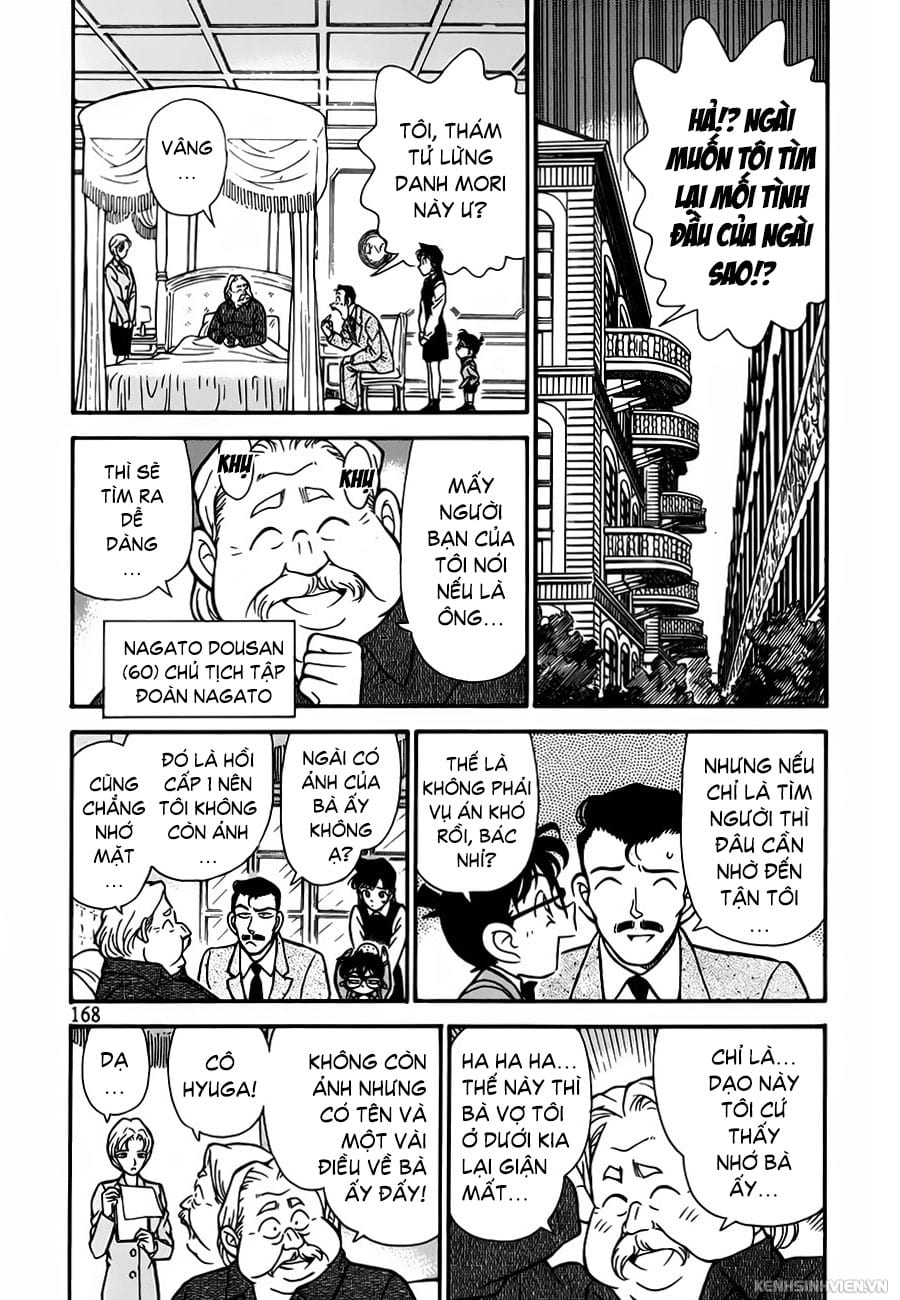 HẢ!? NGÀI
MUỐN TÔI TÌM
LẠI MỐI TÌNH
ĐẦU CỦA NGÀI
SAO!?
TÔI, THÁM
TỬ LỪNG
DANH MORI
NÀY Ư?
VÂNG
...
MẤY
NGƯỜI
BẠN CỦA
TÔI NÓI
NẾU LÀ
ÔNG...
KHỤ
KHỤ
THÌ SẼ
TÌM RA
DỄ
DÀNG
...
NAGATO DOUSAN
(60) CHỦ TỊCH TẬP
ĐOÀN NAGATO
NHƯNG NẾU
CHỈ LÀ TÌM
NGƯỜI THÌ
ĐÂU CẦN
NHỜ ĐẾN
TẬN TÔI
...
THẾ LÀ
KHÔNG PHẢI
VỤ ÁN KHÓ
RỒI, BÁC
NHỈ?
NGÀI CÓ
ẢNH CỦA
BÀ ẤY
KHÔNG
Ạ?
ĐÓ LÀ HỒI
CẤP 1 NÊN
TÔI KHÔNG
CÒN ẢNH
...
CŨNG
CHẲNG
NHỚ
MẶT
...
168
CHỈ LÀ...
DẠO NÀY
TÔI CỨ
THẤY
NHỚ BÀ
ẤY...
HA HA HA...
THẾ NÀY THÌ
BÀ VỢ TÔI
Ở DƯỚI KIA
LẠI GIẬN
MẤT...
KHÔNG CÒN
ẢNH NHƯNG
CÓ TÊN VÀ
MỘT VÀI
ĐIỀU VỀ BÀ
ẤY ĐẤY!
CÔ
HYUGA!
DẠ
...
KENHSINHVIEN.VN